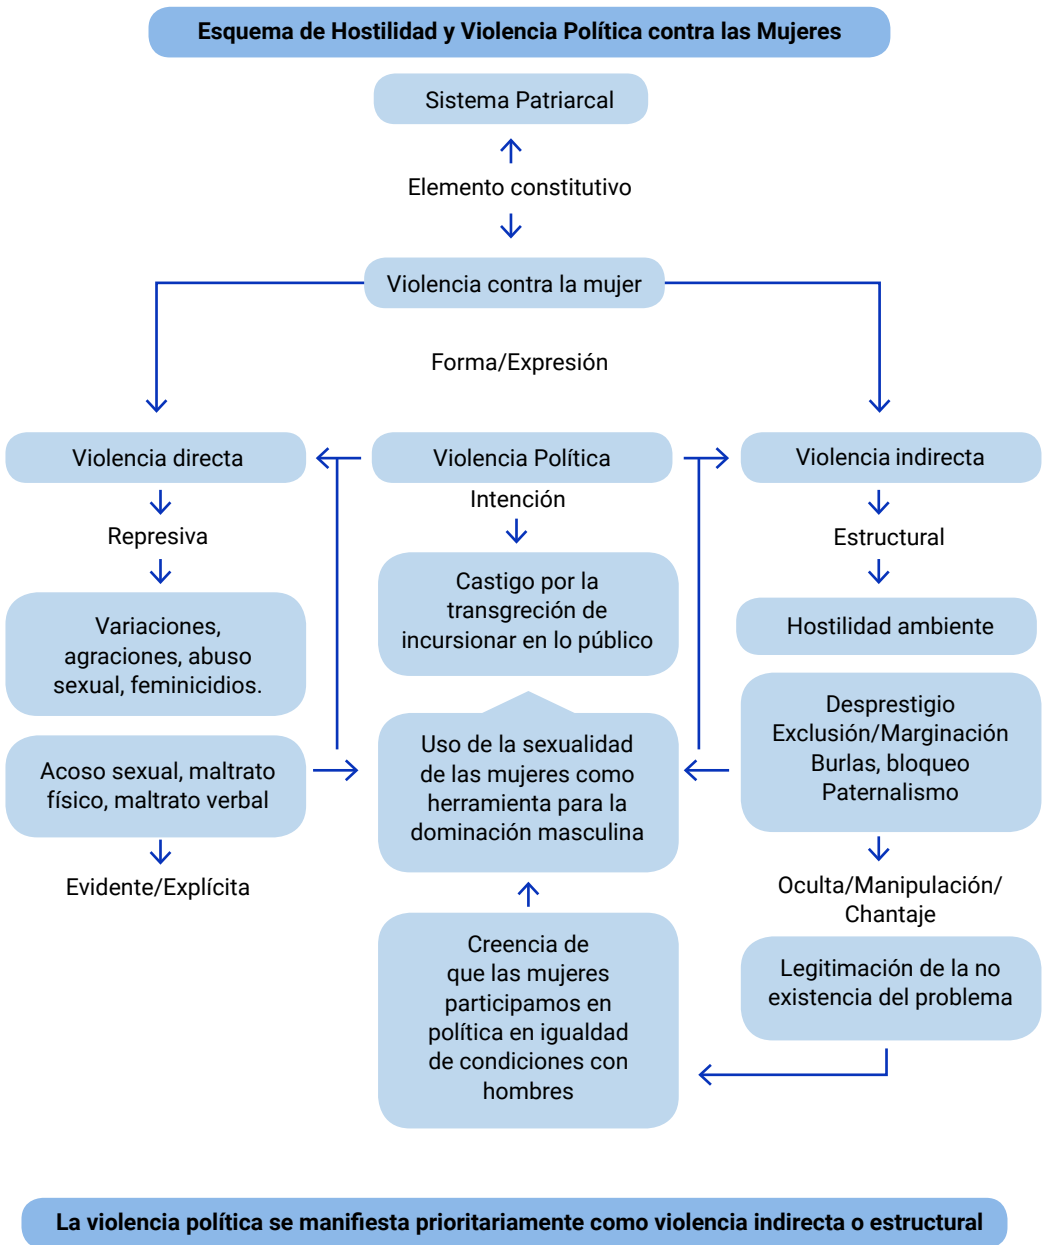 Esquema de Hostilidad y Violencia Política contra las Mujeres
Sistema Patriarcal
Elemento constitutivo
Violencia contra la mujer
Forma/Expresión
Violencia directa
Represiva
Variaciones,
agraciones, abuso
sexual, feminicidios.
Acoso sexual, maltrato
físico, maltrato verbal
Evidente/Explícita
Violencia Política
Intención
Castigo por la
transgreción de
incursionar en lo público
Uso de la sexualidad
de las mujeres como
herramienta para la
dominación masculina
Creencia de
que las mujeres
participamos en
política en igualdad
de condiciones con
hombres
Violencia indirecta
Estructural
Hostilidad ambiente
Desprestigio
Exclusión/Marginación
Burlas, bloqueo
Paternalismo
Oculta/Manipulación/
Chantaje
Legitimación de la no
existencia del problema
La violencia política se manifiesta prioritariamente como violencia indirecta o estructural